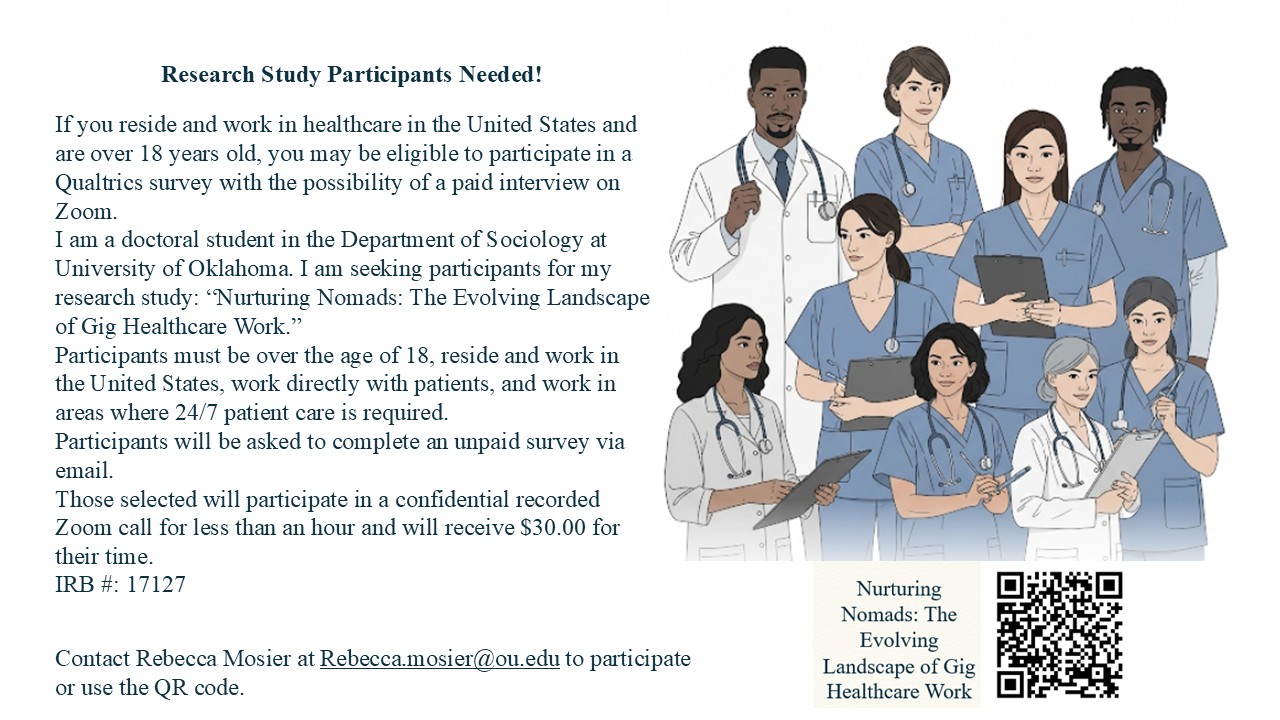 Research Study Participants Needed!
If you reside and work in healthcare in the United States and
are over 18 years old, you may be eligible to participate in a
Qualtrics survey with the possibility of a paid interview on
Zoom.
I am a doctoral student in the Department of Sociology at
University of Oklahoma. I am seeking participants for my
research study: “Nurturing Nomads: The Evolving Landscape
of Gig Healthcare Work.”
Participants must be over the age of 18, reside and work in
the United States, work directly with patients, and work in
areas where 24/7 patient care is required.
Participants will be asked to complete an unpaid survey via
email.
Those selected will participate in a confidential recorded
Zoom call for less than an hour and will receive $30.00 for
their time.
IRB #: 17127
Contact Rebecca Mosier at Rebecca.mosier@ou.edu to participate
or use the QR code.
Nurturing
Nomads: The
Evolving
Landscape of Gig
Healthcare Work